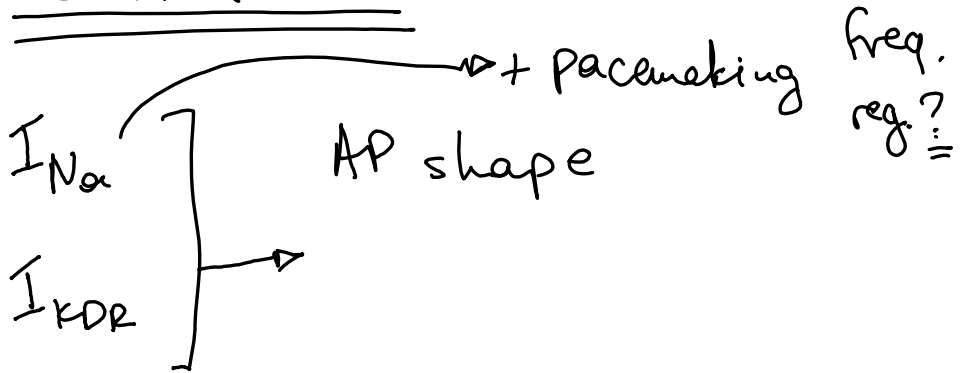 + pacemaking freq.
reg.?
I_Na
AP shape
I_KDR